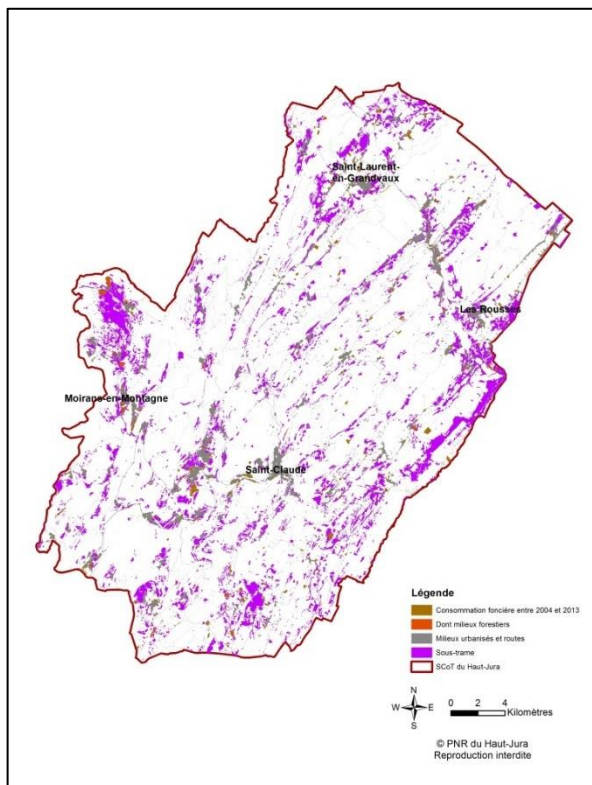 Saint-Laurent-
en-Grandvaux
Les Rousses
Moirans-en-Montagne
Saint-Claude
Légende
Consommation foncière entre 2004 et 2013
Dont milieux forestiers
Milieux urbanisés et routes
Sous-trame
SCoT du Haut-Jura
N
W E
S
0 2 4
Kilomètres
© PNR du Haut-Jura
Reproduction interdite